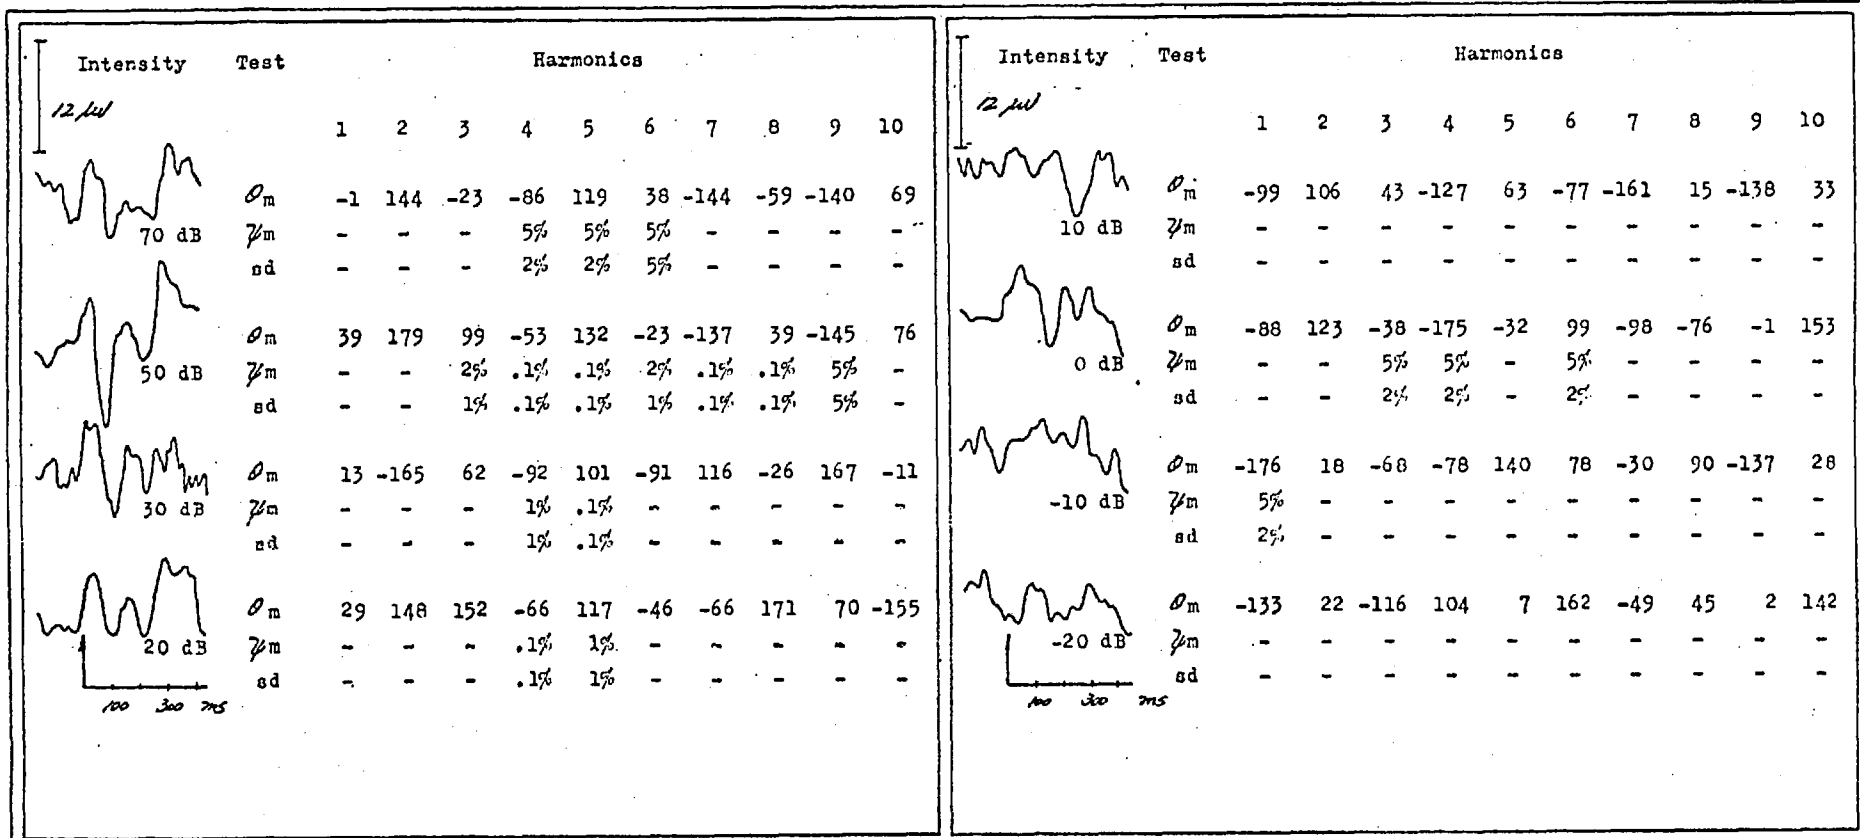 Intensity Test Harmonics
12 μV
1 2 3 4 5 6 7 8 9 10
θm -1 144 -23 -86 119 38 -144 -59 -140 69
70 dB ψm - - - 5% 5% 5% - - - -
sd - - - 2% 2% 5% - - - -
θm 39 179 99 -53 132 -23 -137 39 -145 76
50 dB ψm - - 2% .1% .1% 2% .1% .1% 5% -
sd - - 1% .1% .1% 1% .1% .1% 5% -
θm 13 -165 62 -92 101 -91 116 -26 167 -11
30 dB ψm - - - 1% .1% - - - - -
sd - - - 1% .1% - - - - -
θm 29 148 152 -66 117 -46 -66 171 70 -155
20 dB ψm - - - .1% 1% - - - - -
sd - - - .1% 1% - - - - -
100 300 ms
Intensity Test Harmonics
12 μV
1 2 3 4 5 6 7 8 9 10
θm -99 106 43 -127 63 -77 -161 15 -138 33
10 dB ψm - - - - - - - - - -
sd - - - - - - - - - -
θm -88 123 -38 -175 -32 99 -98 -76 -1 153
0 dB ψm - - 5% 5% - 5% - - - -
sd - - 2% 2% - 2% - - - -
θm -176 18 -68 -78 140 78 -30 90 -137 28
-10 dB ψm 5% - - - - - - - - -
sd 2% - - - - - - - - -
θm -133 22 -116 104 7 162 -49 45 2 142
-20 dB ψm - - - - - - - - - -
sd - - - - - - - - - -
100 300 ms